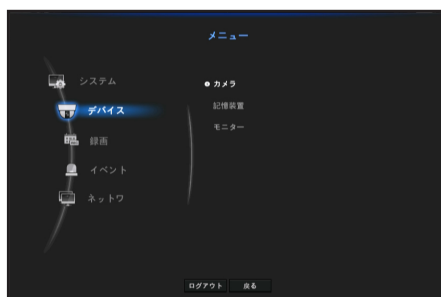 メニュー
システム
デバイス
録画
イベント
ネットワ
カメラ
記憶装置
モニター
ログアウト
戻る